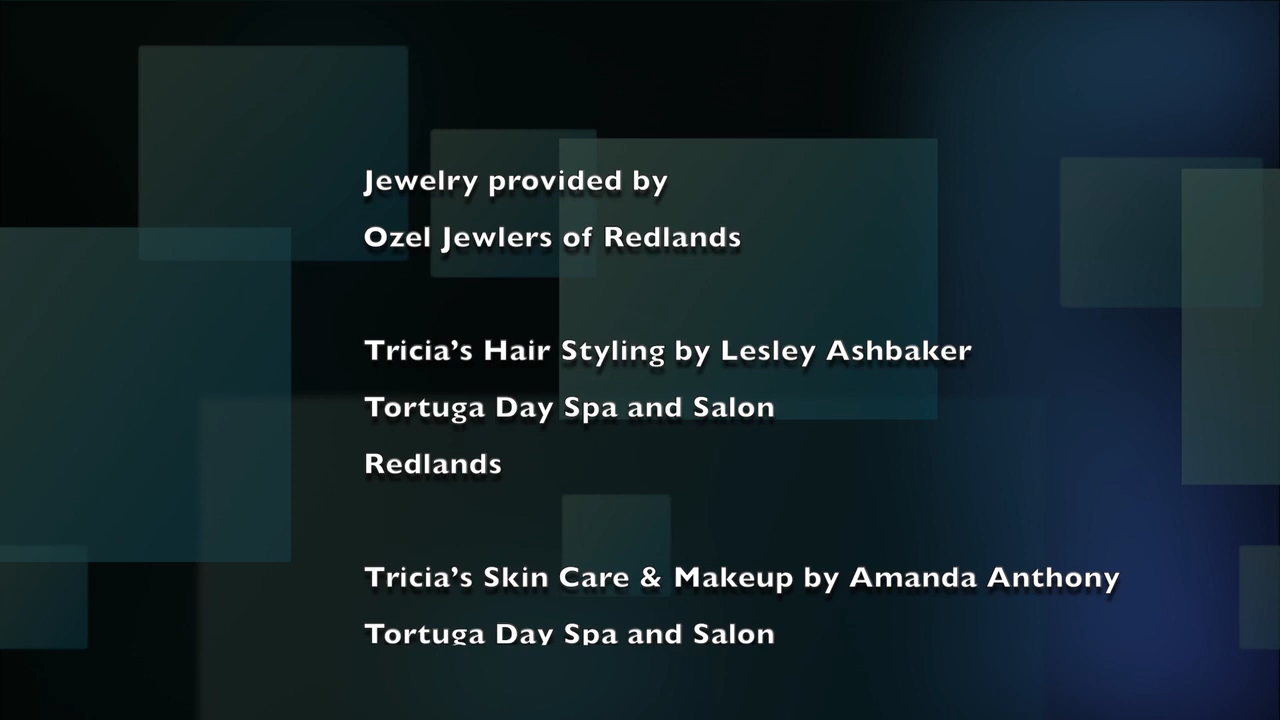 Jewelry provided by
Ozel Jewlers of Redlands
Tricia’s Hair Styling by Lesley Ashbaker
Tortuga Day Spa and Salon
Redlands
Tricia’s Skin Care & Makeup by Amanda Anthony
Tortuga Day Spa and Salon